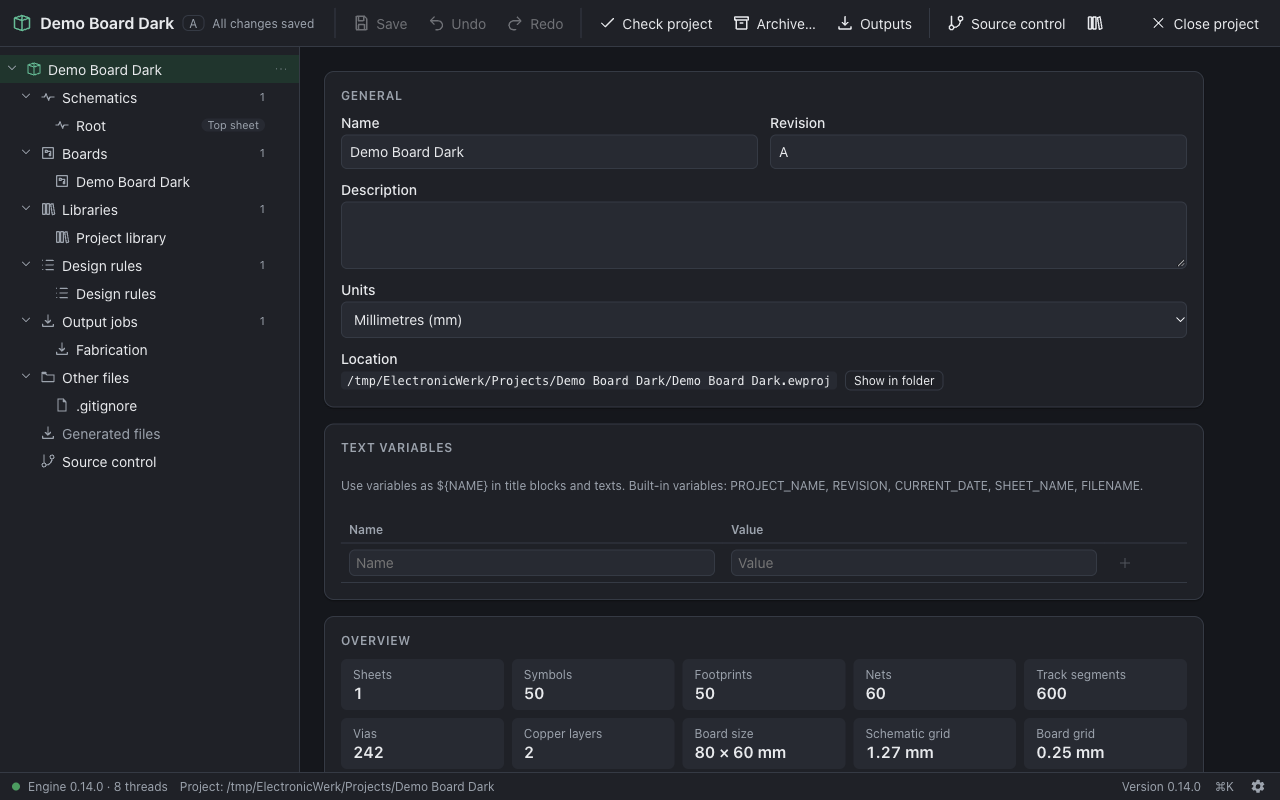 Demo Board Dark A All changes saved Save Undo Redo Check project Archive... Outputs Source control Close project
Demo Board Dark ...
Schematics 1
Root Top sheet
Boards 1
Demo Board Dark
Libraries 1
Project library
Design rules 1
Design rules
Output jobs 1
Fabrication
Other files
.gitignore
Generated files
Source control
GENERAL
Name Revision
Demo Board Dark A
Description
Units
Millimetres (mm)
Location
/tmp/ElectronicWerk/Projects/Demo Board Dark/Demo Board Dark.ewproj Show in folder
TEXT VARIABLES
Use variables as ${NAME} in title blocks and texts. Built-in variables: PROJECT_NAME, REVISION, CURRENT_DATE, SHEET_NAME, FILENAME.
Name Value
Name Value +
OVERVIEW
Sheets Symbols Footprints Nets Track segments
1 50 50 60 600
Vias Copper layers Board size Schematic grid Board grid
242 2 80 × 60 mm 1.27 mm 0.25 mm
Engine 0.14.0 · 8 threads Project: /tmp/ElectronicWerk/Projects/Demo Board Dark Version 0.14.0 ⌘K